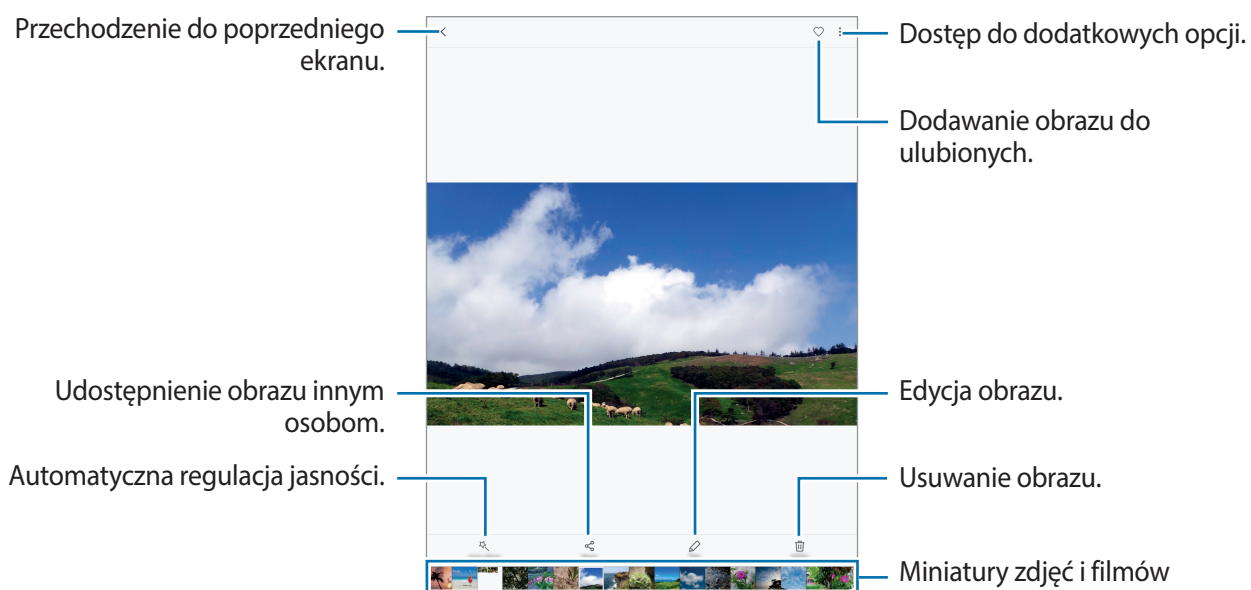 Przechodzenie do poprzedniego
ekranu.
Dostęp do dodatkowych opcji.
Dodawanie obrazu do
ulubionych.
Udostępnienie obrazu innym
osobom.
Edycja obrazu.
Automatyczna regulacja jasności.
Usuwanie obrazu.
Miniatury zdjęć i filmów